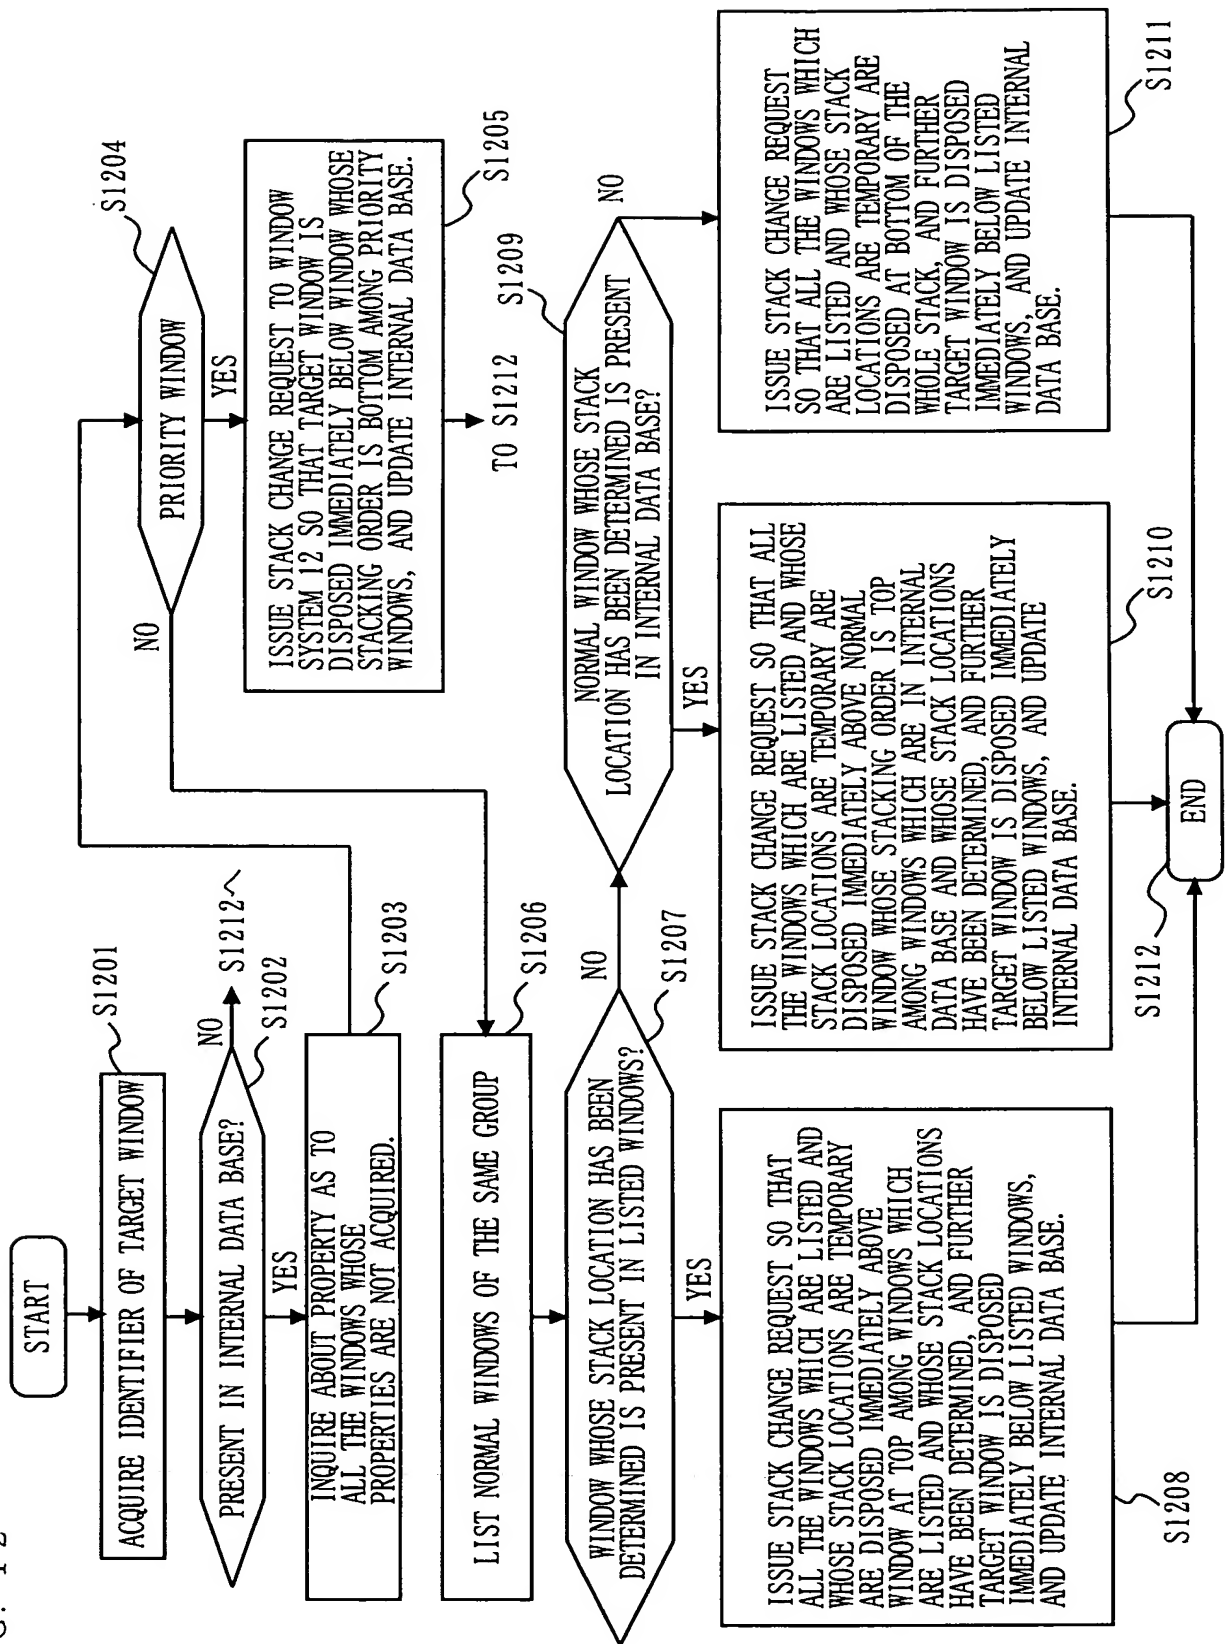 START
ACQUIRE IDENTIFIER OF TARGET WINDOW
S1201
PRESENT IN INTERNAL DATA BASE?
NO
S1212
S1202
YES
INQUIRE ABOUT PROPERTY AS TO
ALL THE WINDOWS WHOSE
PROPERTIES ARE NOT ACQUIRED.
S1203
PRIORITY WINDOW
S1204
NO
YES
ISSUE STACK CHANGE REQUEST TO WINDOW
SYSTEM 12 SO THAT TARGET WINDOW IS
DISPOSED IMMEDIATELY BELOW WINDOW WHOSE
STACKING ORDER IS BOTTOM AMONG PRIORITY
WINDOWS, AND UPDATE INTERNAL DATA BASE.
S1205
TO S1212
LIST NORMAL WINDOWS OF THE SAME GROUP
S1206
WINDOW WHOSE STACK LOCATION HAS BEEN
DETERMINED IS PRESENT IN LISTED WINDOWS?
S1207
NO
YES
ISSUE STACK CHANGE REQUEST SO THAT
ALL THE WINDOWS WHICH ARE LISTED AND
WHOSE STACK LOCATIONS ARE TEMPORARY
ARE DISPOSED IMMEDIATELY ABOVE
WINDOW AT TOP AMONG WINDOWS WHICH
ARE LISTED AND WHOSE STACK LOCATIONS
HAVE BEEN DETERMINED, AND FURTHER
TARGET WINDOW IS DISPOSED
IMMEDIATELY BELOW LISTED WINDOWS,
AND UPDATE INTERNAL DATA BASE.
S1208
NORMAL WINDOW WHOSE STACK
LOCATION HAS BEEN DETERMINED IS PRESENT
IN INTERNAL DATA BASE?
S1209
NO
YES
ISSUE STACK CHANGE REQUEST SO THAT ALL
THE WINDOWS WHICH ARE LISTED AND WHOSE
STACK LOCATIONS ARE TEMPORARY ARE
DISPOSED IMMEDIATELY ABOVE NORMAL
WINDOW WHOSE STACKING ORDER IS TOP
AMONG WINDOWS WHICH ARE IN INTERNAL
DATA BASE AND WHOSE STACK LOCATIONS
HAVE BEEN DETERMINED, AND FURTHER
TARGET WINDOW IS DISPOSED IMMEDIATELY
BELOW LISTED WINDOWS, AND UPDATE
INTERNAL DATA BASE.
S1210
ISSUE STACK CHANGE REQUEST
SO THAT ALL THE WINDOWS WHICH
ARE LISTED AND WHOSE STACK
LOCATIONS ARE TEMPORARY ARE
DISPOSED AT BOTTOM OF THE
WHOLE STACK, AND FURTHER
TARGET WINDOW IS DISPOSED
IMMEDIATELY BELOW LISTED
WINDOWS, AND UPDATE INTERNAL
DATA BASE.
S1211
S1212
END